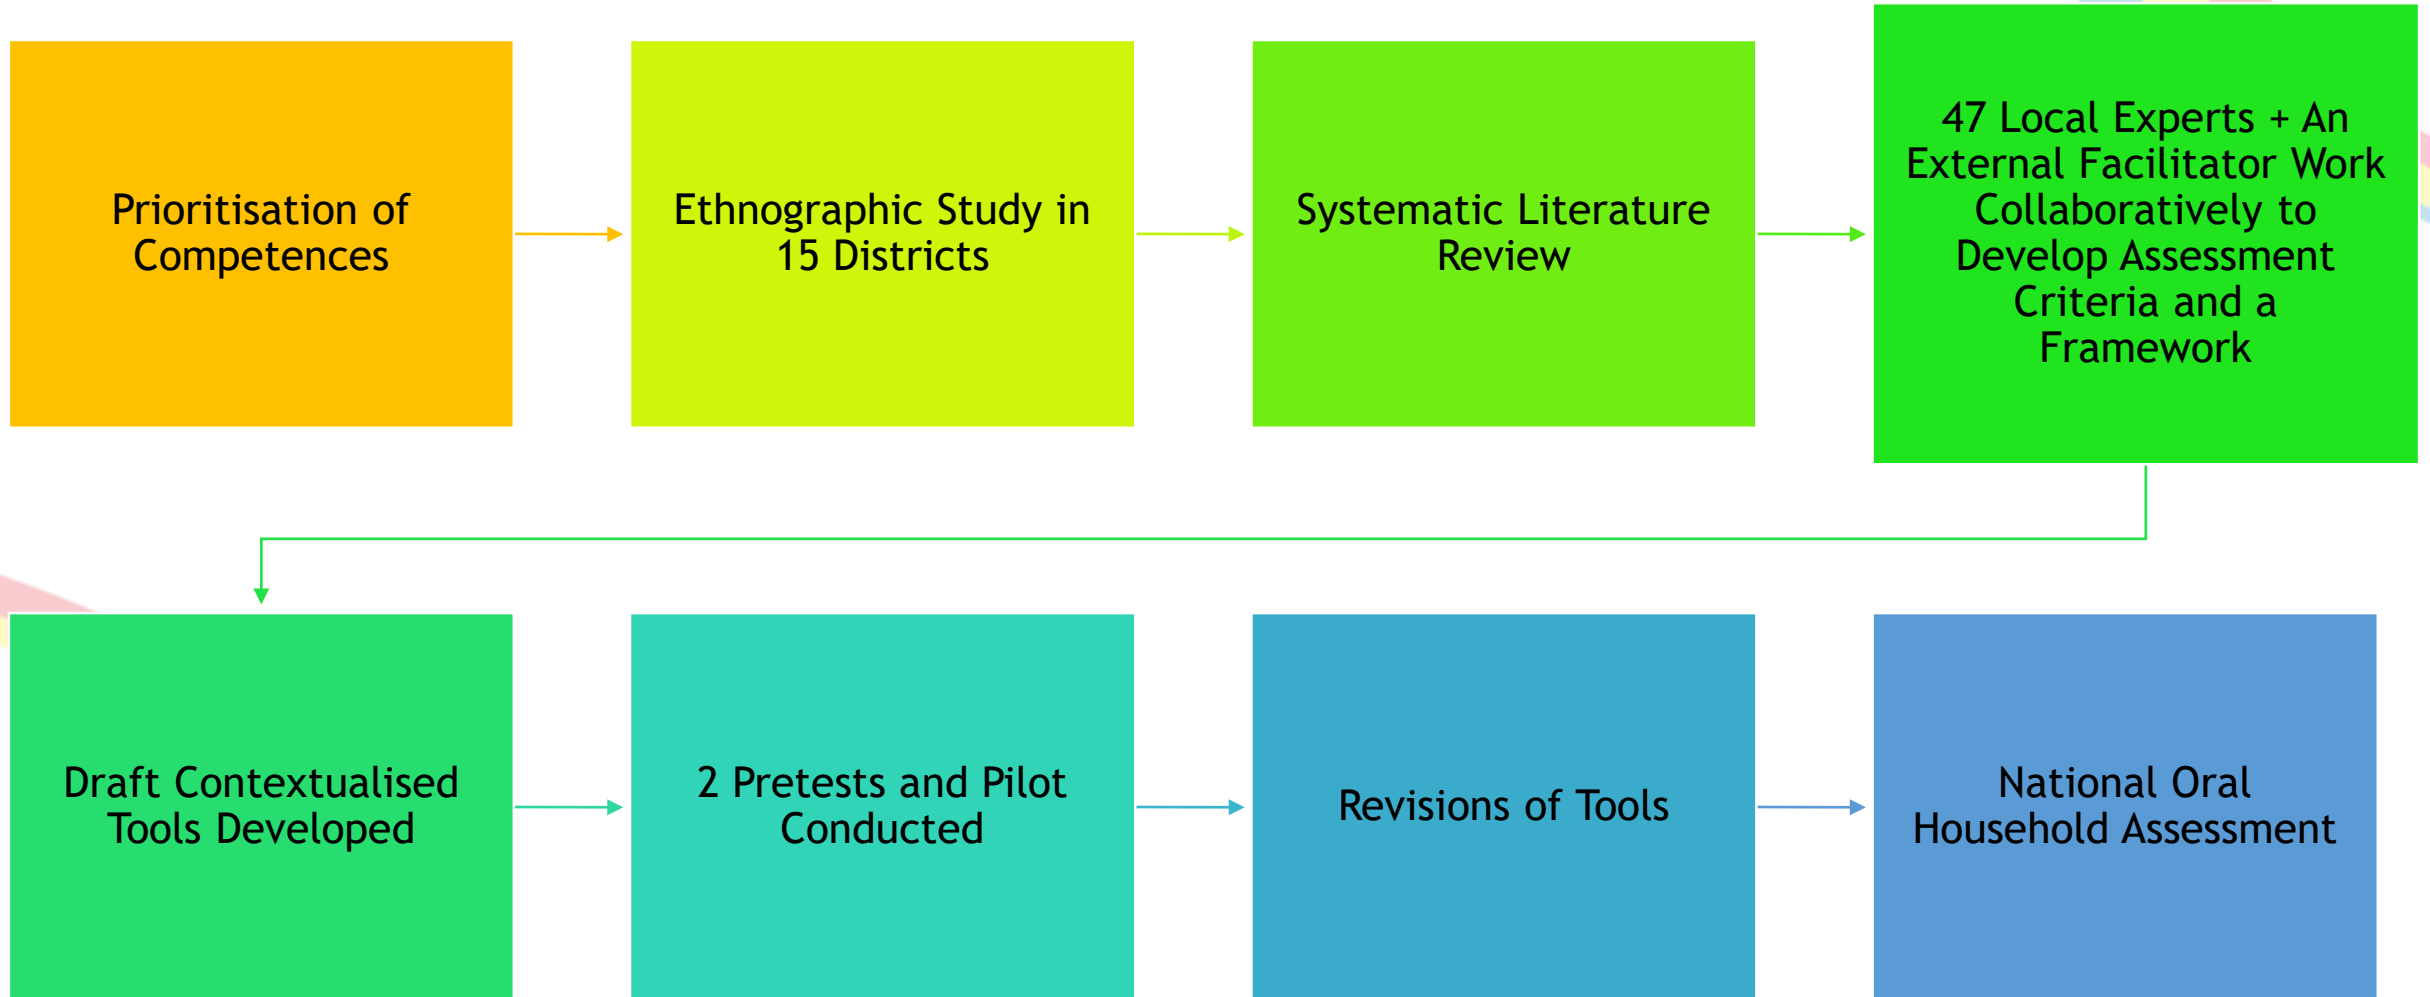 Prioritisation of
Competences
Ethnographic Study in
15 Districts
Systematic Literature
Review
47 Local Experts + An
External Facilitator Work
Collaboratively to
Develop Assessment
Criteria and a
Framework
Draft Contextualised
Tools Developed
2 Pretests and Pilot
Conducted
Revisions of Tools
National Oral
Household Assessment